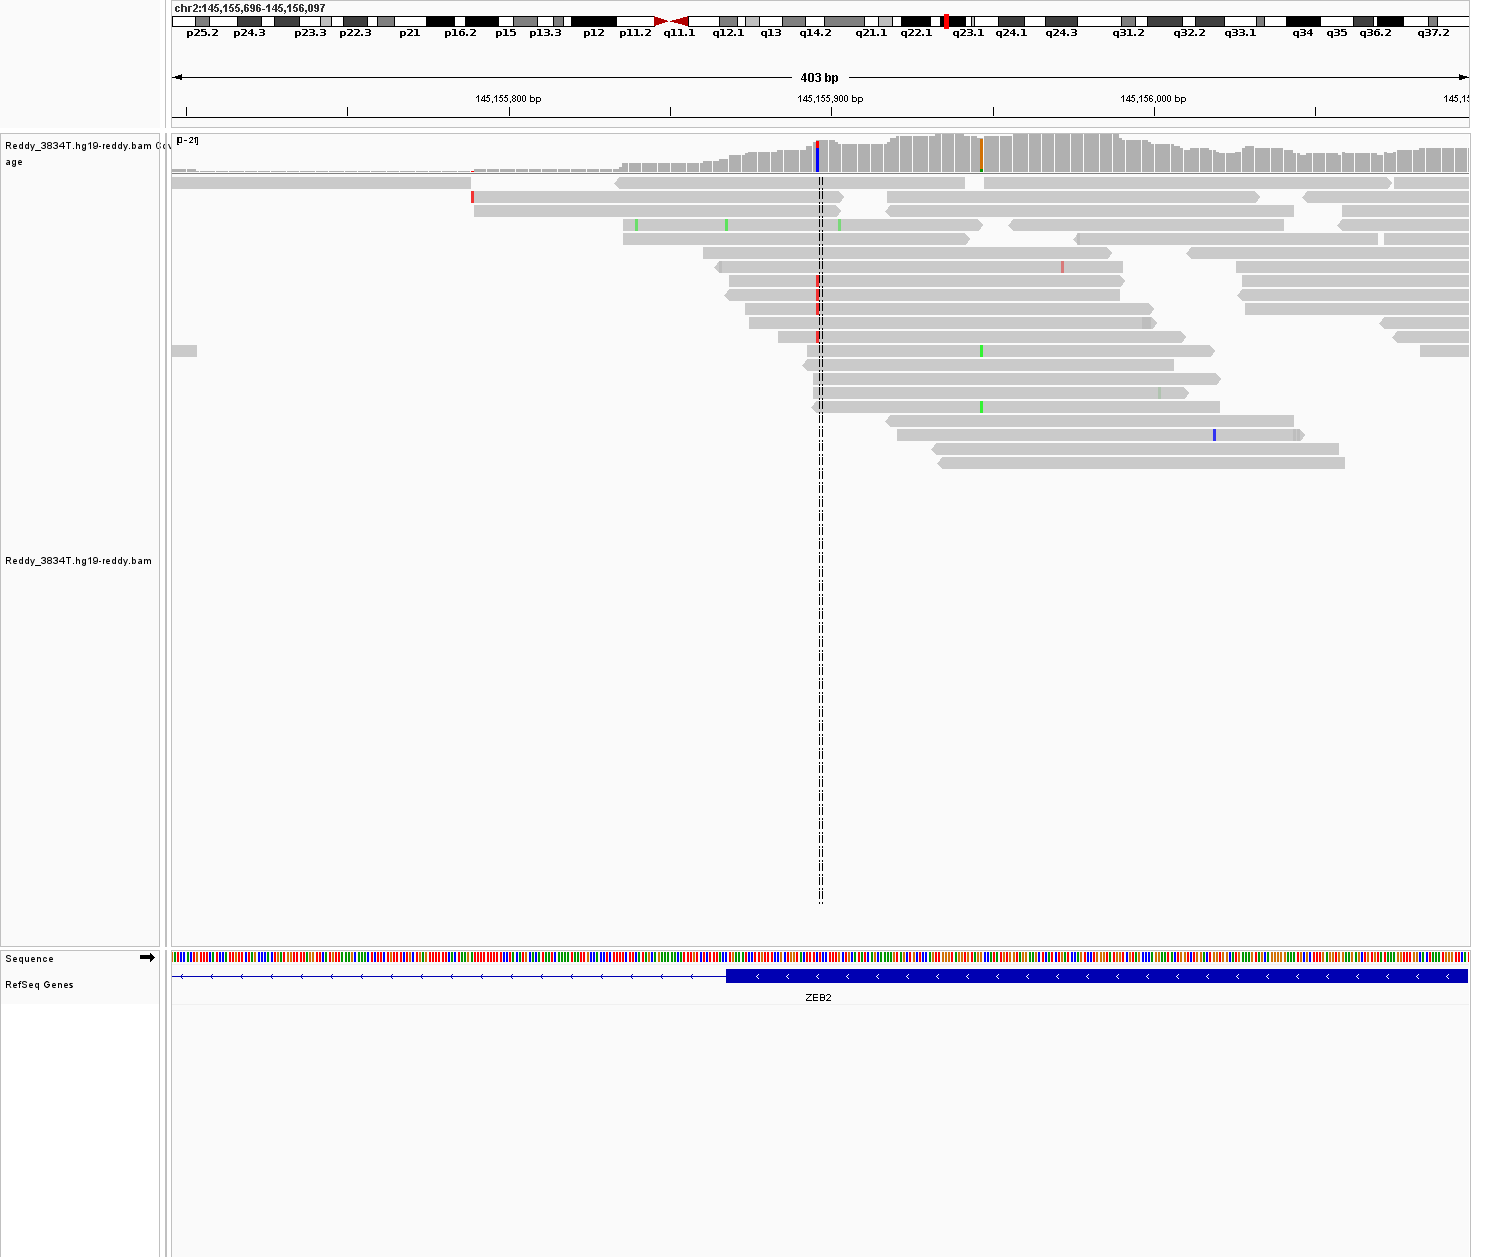 chr2:145,155,696-145,156,097
p25.2 p24.3 p23.3 p22.3 p21 p16.2 p15 p13.3 p12 p11.2 q11.1 q12.1 q13 q14.2 q21.1 q22.1 q23.1 q24.1 q24.3 q31.2 q32.2 q33.1 q34 q35 q36.2 q37.2
403 bp
145,155,800 bp 145,155,900 bp 145,156,000 bp 145,15
Reddy_3834T.hg19-reddy.bam Cov
age
[0-21]
Reddy_3834T.hg19-reddy.bam
Sequence
RefSeq Genes
ZEB2